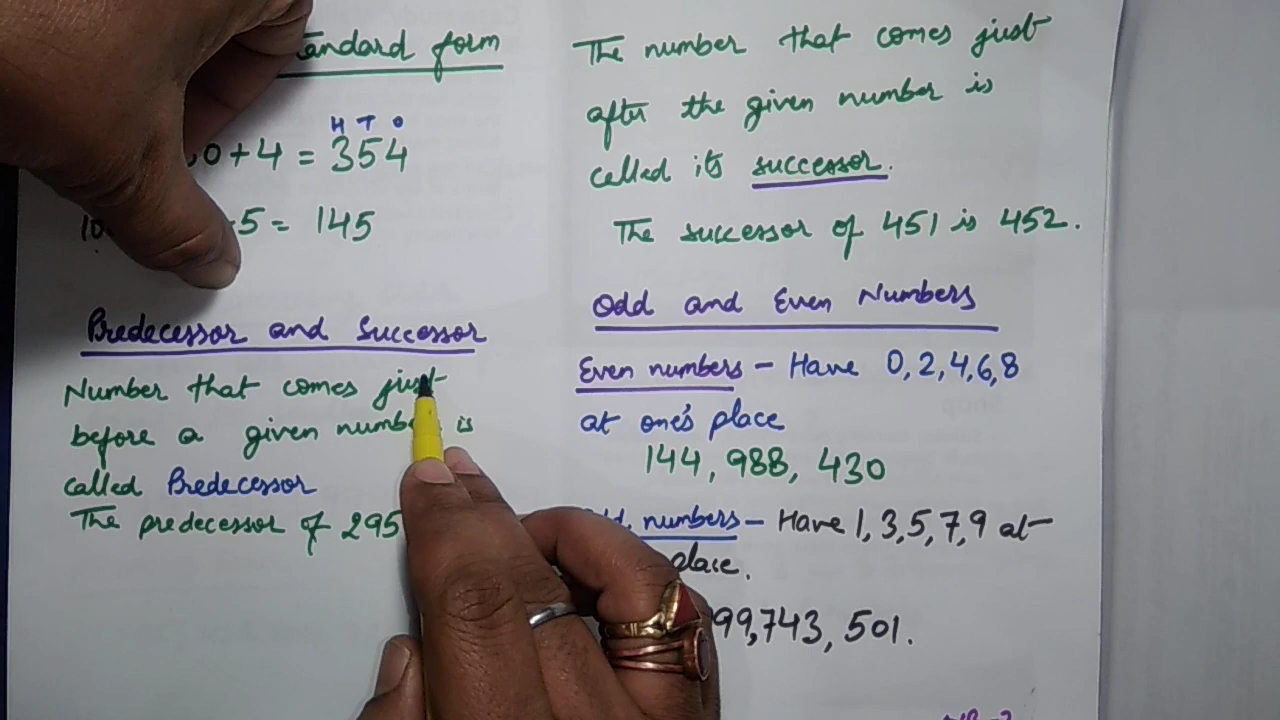 tandard form
H T O
0 + 4 = 354
5 = 145
Predecessor and Successor
Number that comes just
before a given number is
called Predecessor
The predecessor of 295
The number that comes just
after the given number is
called its successor.
The successor of 451 is 452.
Odd and Even Numbers
Even numbers - Have 0, 2, 4, 6, 8
at one's place
144, 988, 430
numbers - Have 1, 3, 5, 7, 9 at
place.
99, 743, 501.